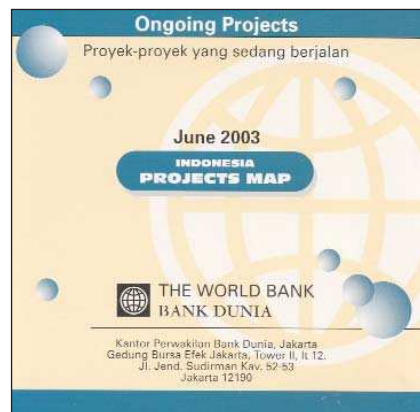 Ongoing Projects
Proyek-proyek yang sedang berjalan
June 2003
INDONESIA
PROJECTS MAP
THE WORLD BANK
BANK DUNIA
Kantor Perwakilan Bank Dunia, Jakarta
Gedung Bursa Efek Jakarta, Tower II, lt 12.
Jl. Jend. Sudirman Kav. 52-53
Jakarta 12190